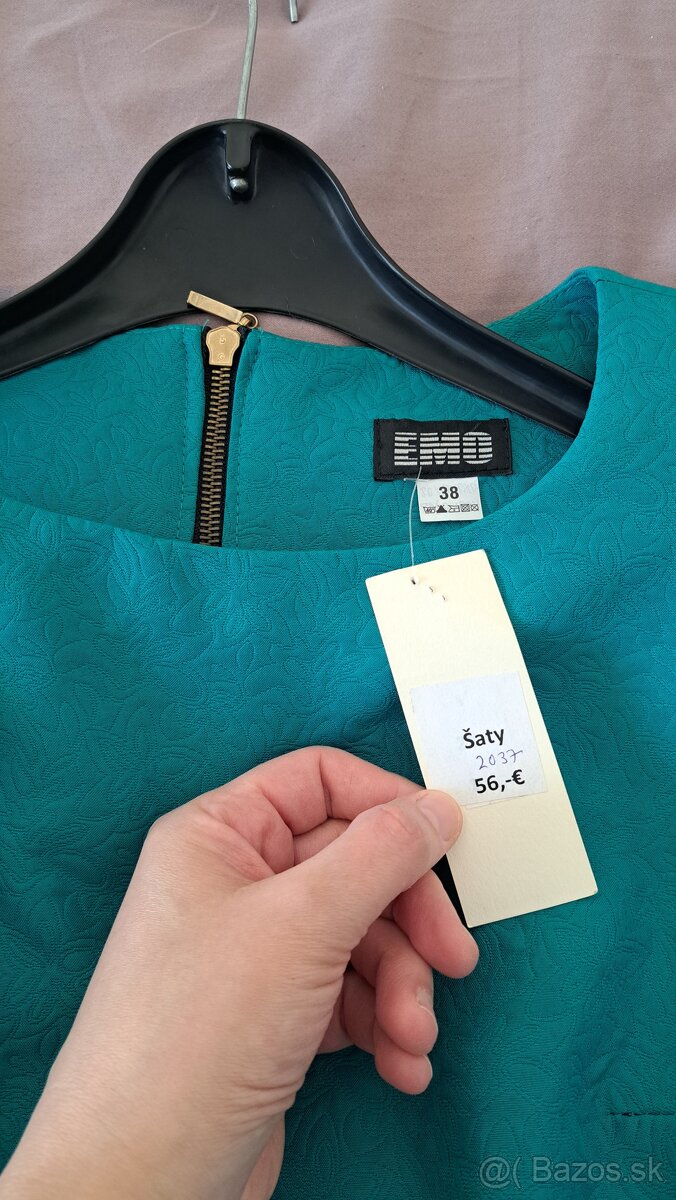 EMO
38
Šaty
2037
56,-€
@( Bazos.sk